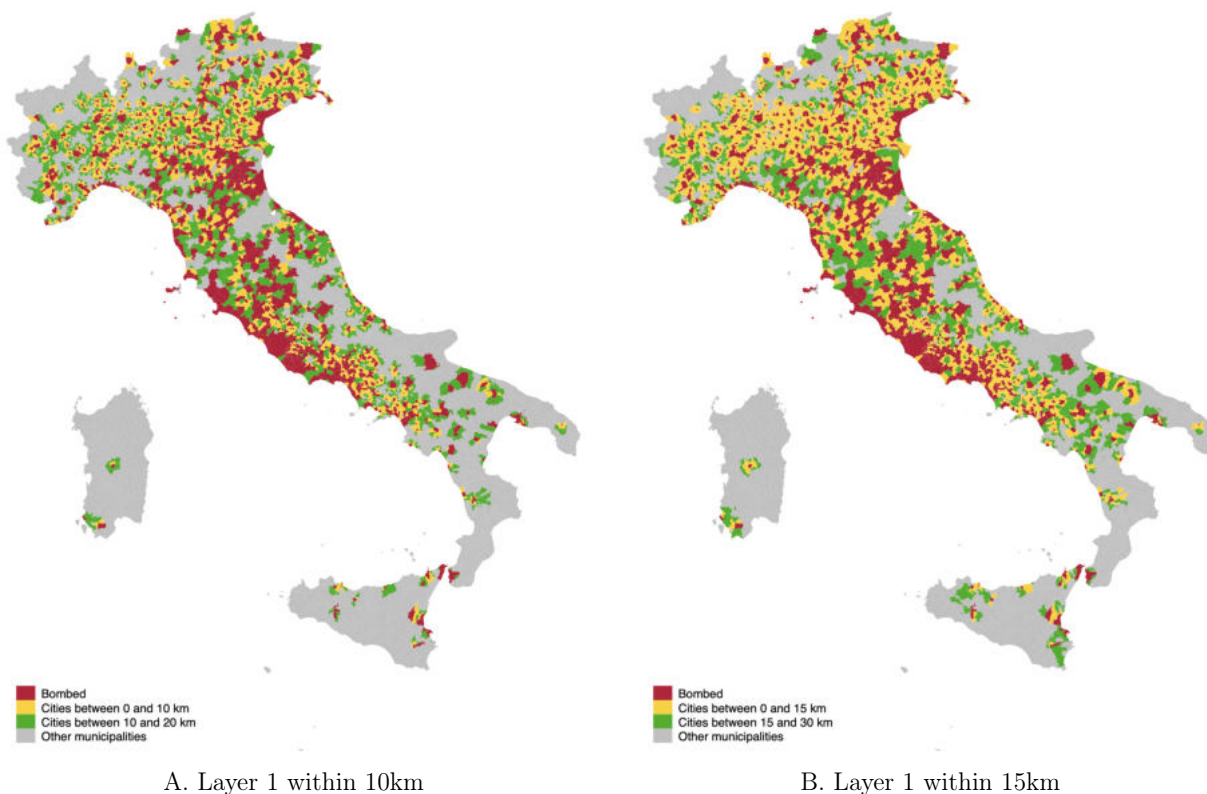 Bombed
Cities between 0 and 10 km
Cities between 10 and 20 km
Other municipalities
A. Layer 1 within 10km
Bombed
Cities between 0 and 15 km
Cities between 15 and 30 km
Other municipalities
B. Layer 1 within 15km